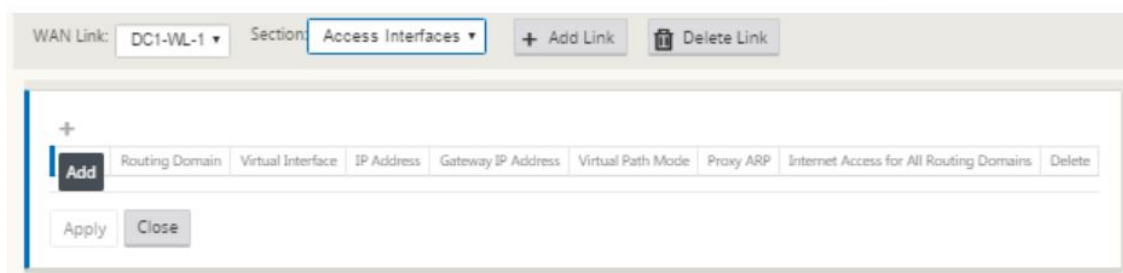 WAN Link: DC1-WL-1 ▾ Section: Access Interfaces ▾ + Add Link Delete Link
+
Add Routing Domain Virtual Interface IP Address Gateway IP Address Virtual Path Mode Proxy ARP Internet Access for All Routing Domains Delete
Apply Close